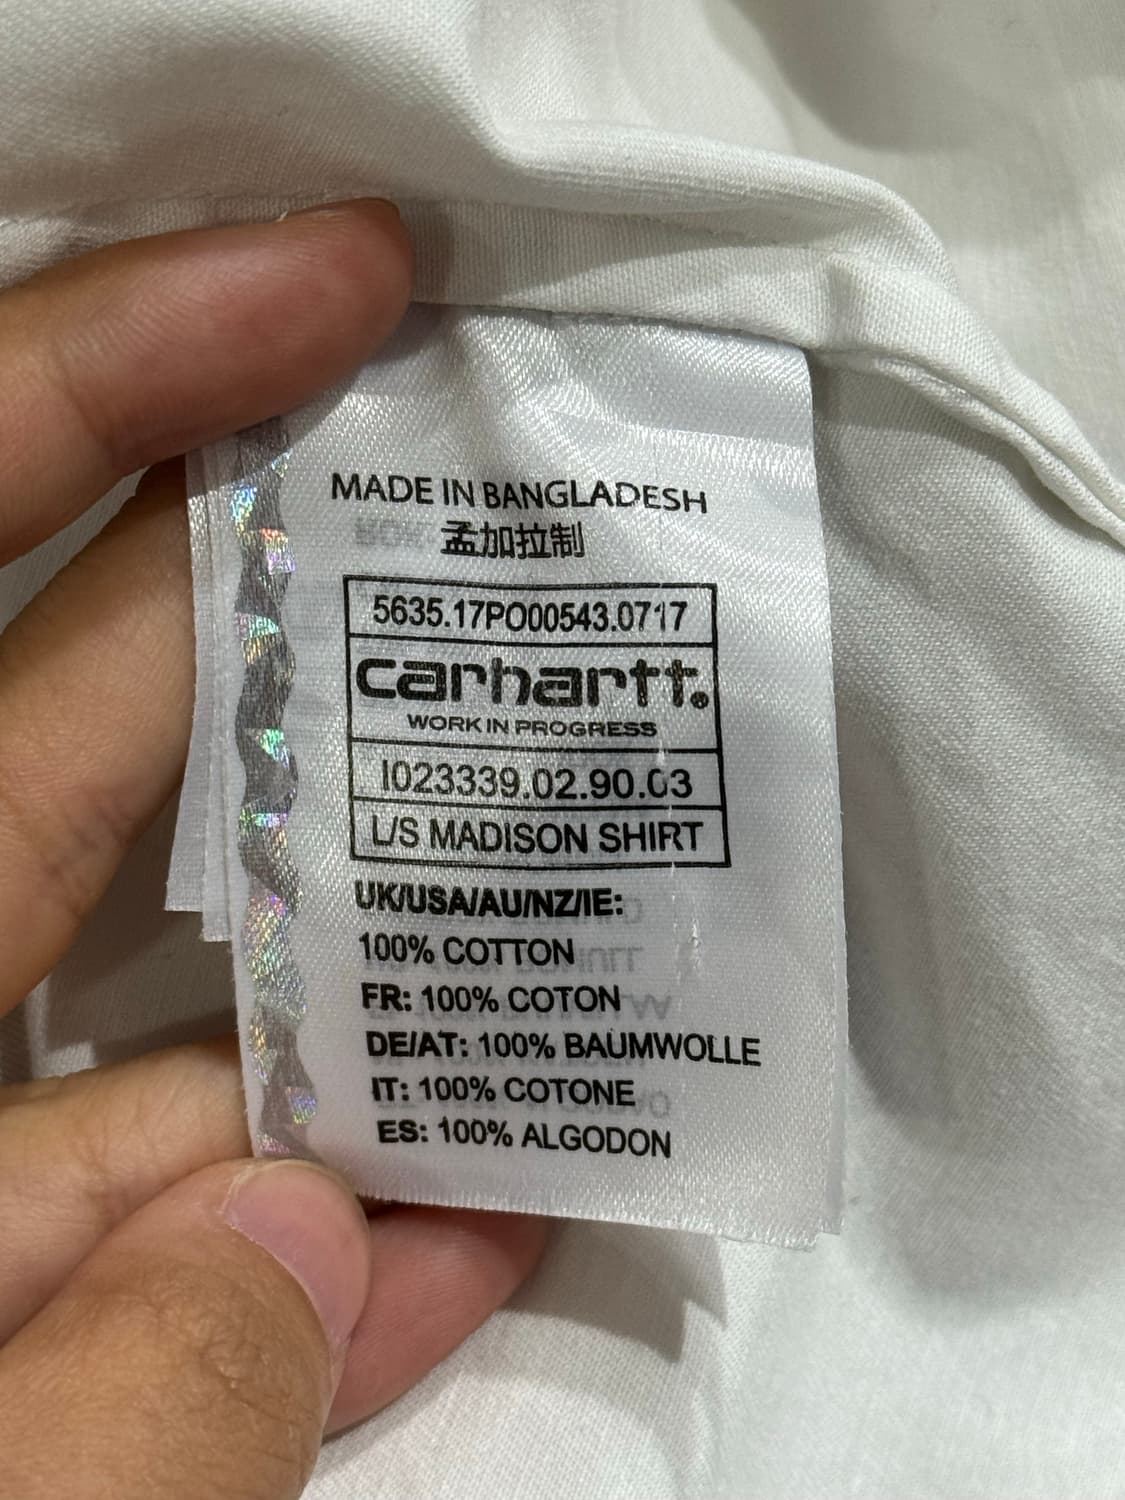 MADE IN BANGLADESH
孟加拉制
5635.17PO00543.0717
carhartt.
WORK IN PROGRESS
I023339.02.90.03
L/S MADISON SHIRT
UK/USA/AU/NZ/IE:
100% COTTON
FR: 100% COTON
DE/AT: 100% BAUMWOLLE
IT: 100% COTONE
ES: 100% ALGODON